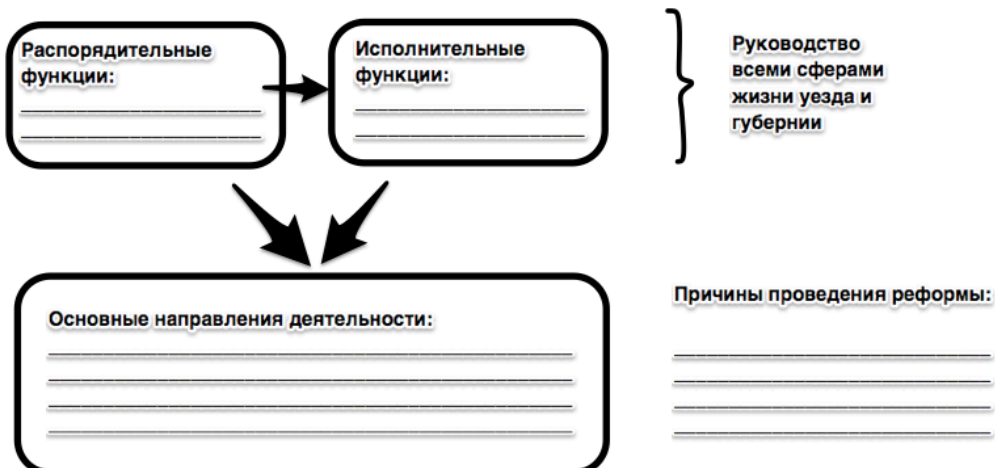 Распорядительные
функции:
Исполнительные
функции:
Руководство
всеми сферами
жизни уезда и
губернии
Основные направления деятельности:
Причины проведения реформы: